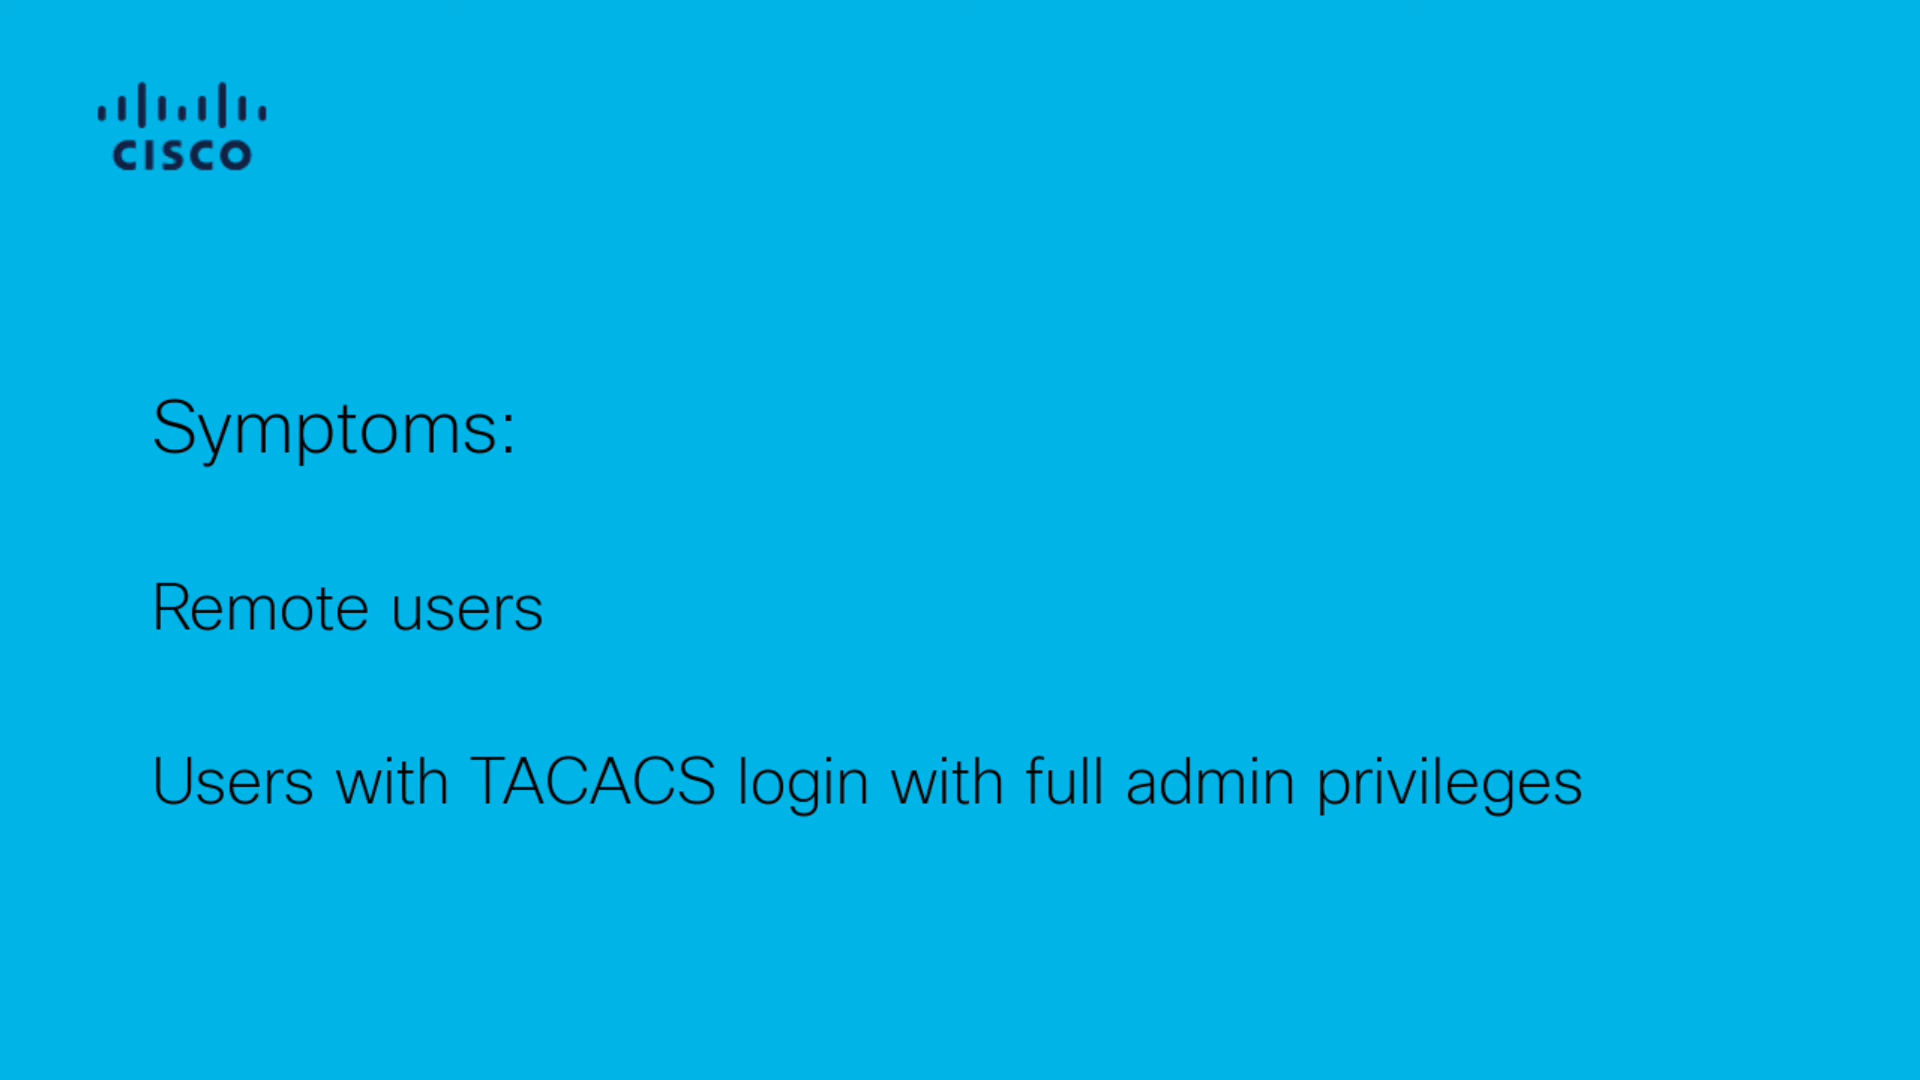 CISCO
Symptoms:
Remote users
Users with TACACS login with full admin privileges